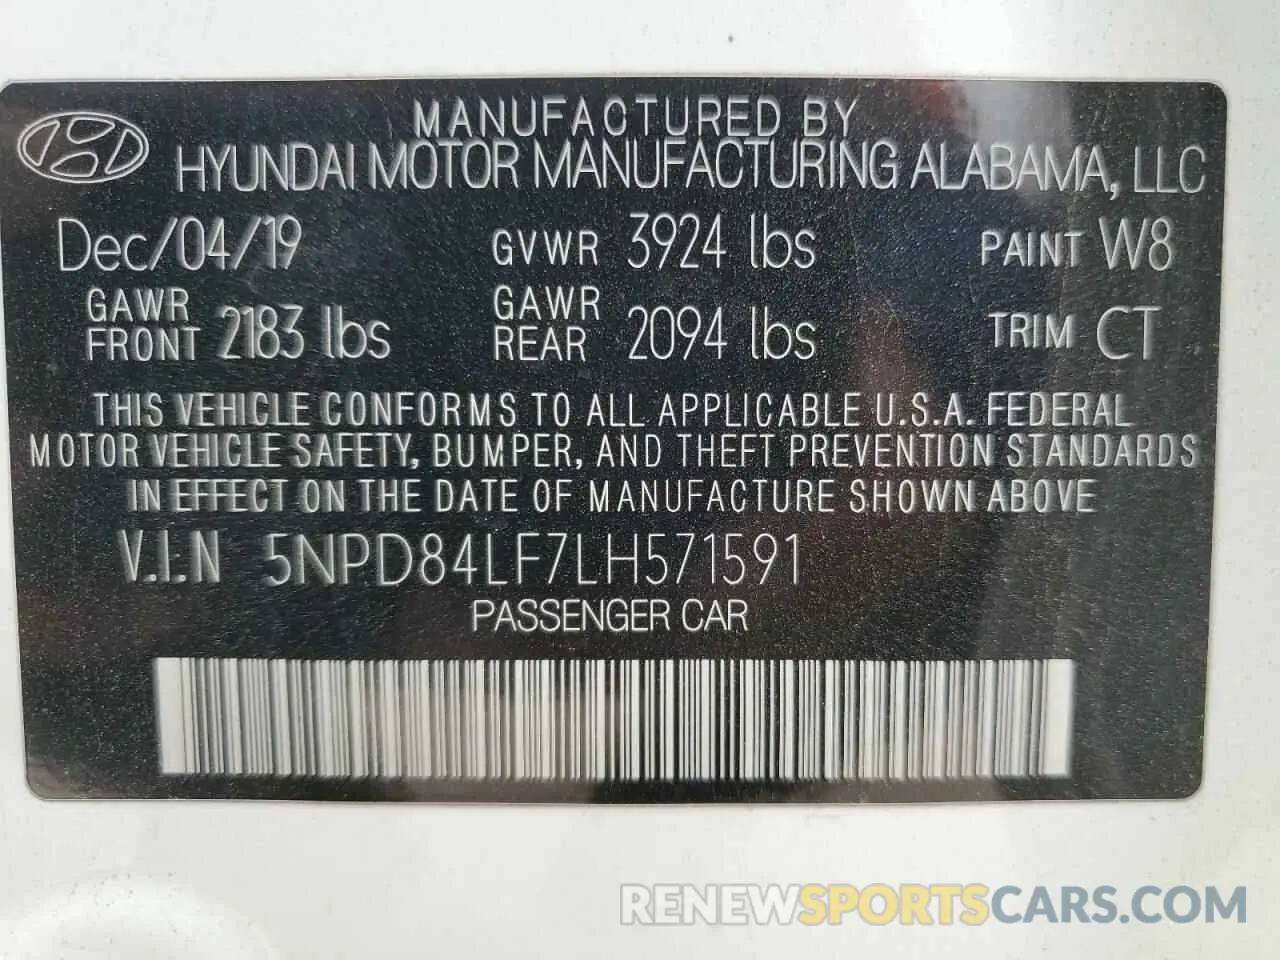 MANUFACTURED BY
HYUNDAI MOTOR MANUFACTURING ALABAMA, LLC
Dec/04/19 GVWR 3924 lbs PAINT W8
GAWR FRONT 2183 lbs GAWR REAR 2094 lbs TRIM CT
THIS VEHICLE CONFORMS TO ALL APPLICABLE U.S.A. FEDERAL
MOTOR VEHICLE SAFETY, BUMPER, AND THEFT PREVENTION STANDARDS
IN EFFECT ON THE DATE OF MANUFACTURE SHOWN ABOVE
V.I.N 5NPD84LF7LH571591
PASSENGER CAR
RENEWSPORTSCARS.COM